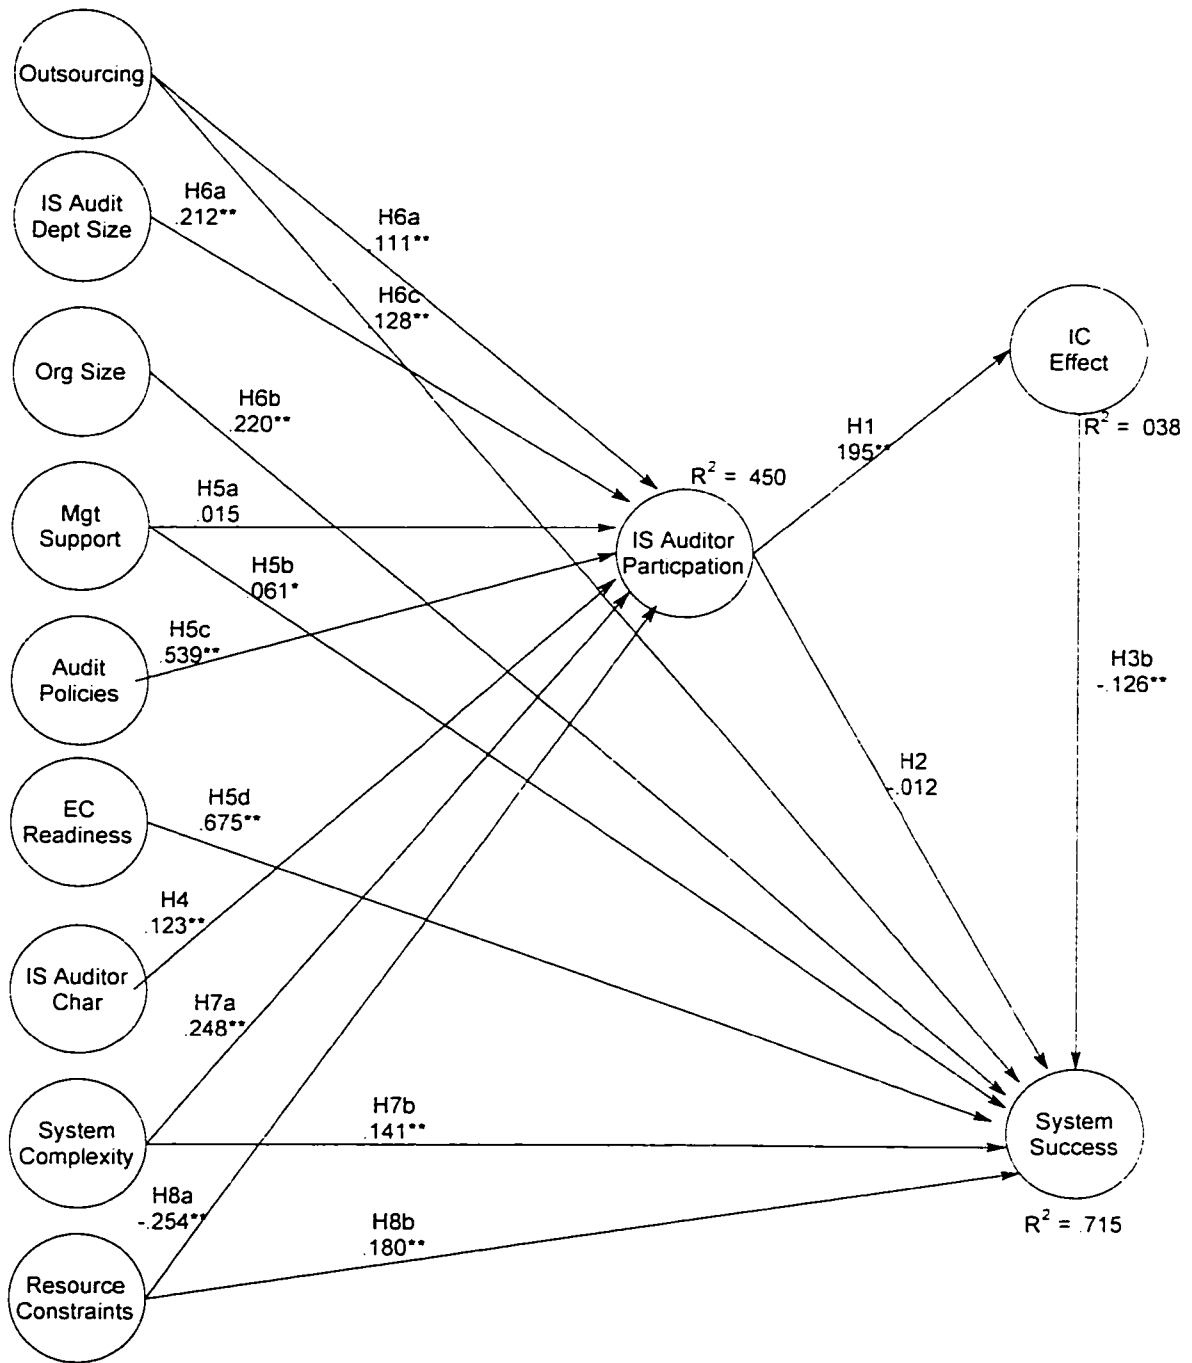 Outsourcing
IS Audit
Dept Size
H6a
.212**
H6a
.111**
H6c
.128**
Org Size
H6b
.220**
IC
Effect
R² = 038
H1
195**
R² = 450
Mgt
Support
H5a
.015
H5b
061*
IS Auditor
Particpation
Audit
Policies
H5c
.539**
H3b
-.126**
H2
-.012
EC
Readiness
H5d
.675**
IS Auditor
Char
H4
.123**
H7a
.248**
System
Complexity
H7b
.141**
System
Success
R² = .715
H8a
-.254**
H8b
.180**
Resource
Constraints